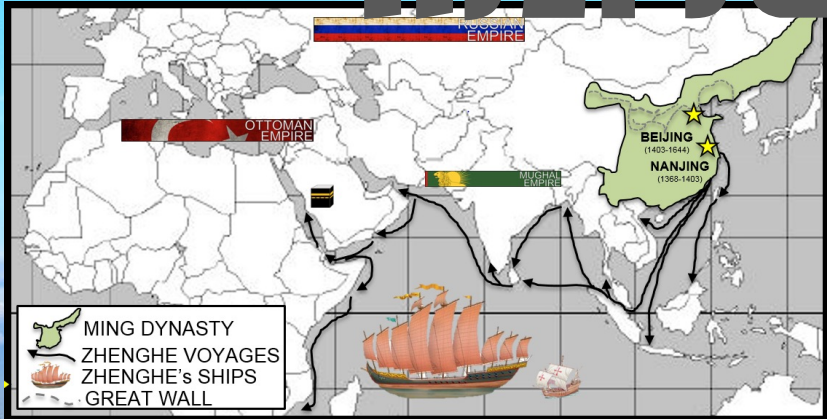 RUSSIAN
EMPIRE
OTTOMAN
EMPIRE
MUGHAL
EMPIRE
BEIJING
(1403-1644)
NANJING
(1368-1403)
MING DYNASTY
ZHENGHE VOYAGES
ZHENGHE's SHIPS
GREAT WALL